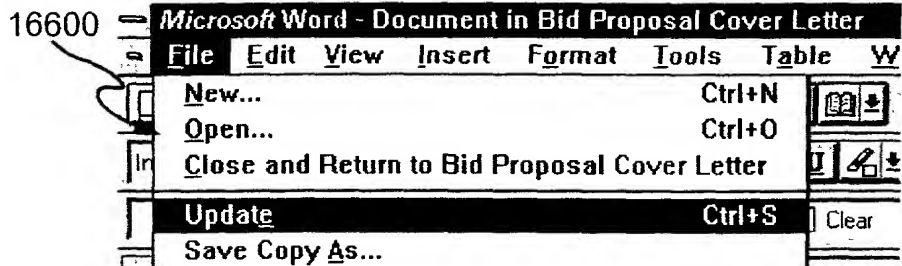 16600
Microsoft Word - Document in Bid Proposal Cover Letter
File Edit View Insert Format Tools Table W
New... Ctrl+N
Open... Ctrl+O
Close and Return to Bid Proposal Cover Letter
Update Ctrl+S
Clear
Save Copy As...